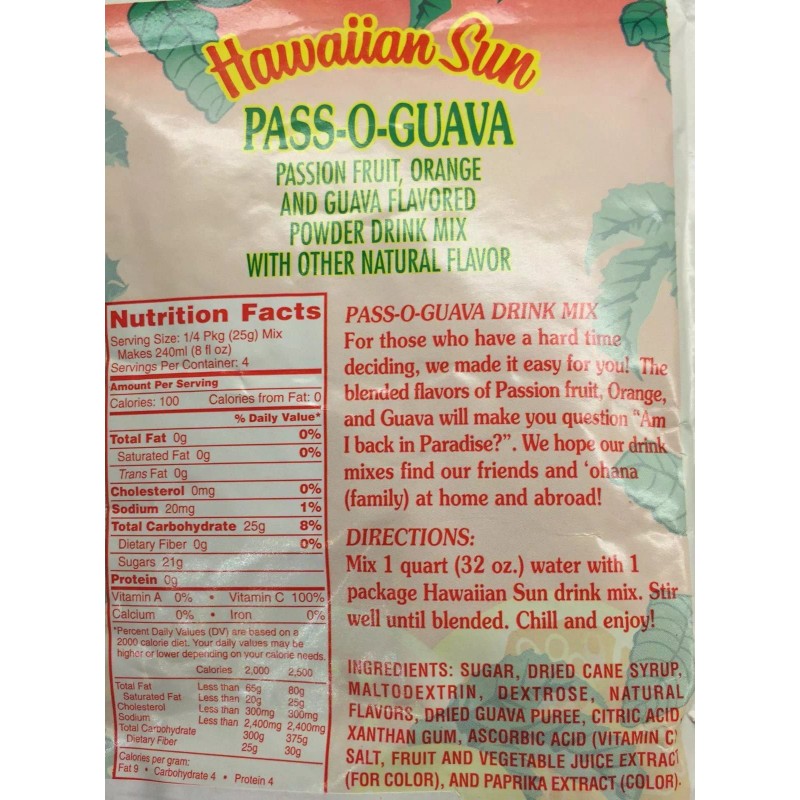 Hawaiian Sun
PASS-O-GUAVA
PASSION FRUIT, ORANGE
AND GUAVA FLAVORED
POWDER DRINK MIX
WITH OTHER NATURAL FLAVOR
Nutrition Facts
Serving Size: 1/4 Pkg (25g) Mix
Makes 240ml (8 fl oz)
Servings Per Container: 4
Amount Per Serving
Calories: 100 Calories from Fat: 0
% Daily Value*
Total Fat 0g 0%
Saturated Fat 0g 0%
Trans Fat 0g
Cholesterol 0mg 0%
Sodium 20mg 1%
Total Carbohydrate 25g 8%
Dietary Fiber 0g 0%
Sugars 21g
Protein 0g
Vitamin A 0% • Vitamin C 100%
Calcium 0% • Iron 0%
*Percent Daily Values (DV) are based on a
2000 calorie diet. Your daily values may be
higher or lower depending on your calorie needs.
Calories 2,000 2,500
Total Fat Less than 65g 80g
Saturated Fat Less than 20g 25g
Cholesterol Less than 300mg 300mg
Sodium Less than 2,400mg 2,400mg
Total Carbohydrate 300g 375g
Dietary Fiber 25g 30g
Calories per gram:
Fat 9 • Carbohydrate 4 • Protein 4
PASS-O-GUAVA DRINK MIX
For those who have a hard time
deciding, we made it easy for you! The
blended flavors of Passion fruit, Orange,
and Guava will make you question "Am
I back in Paradise?". We hope our drink
mixes find our friends and 'ohana
(family) at home and abroad!
DIRECTIONS:
Mix 1 quart (32 oz.) water with 1
package Hawaiian Sun drink mix. Stir
well until blended. Chill and enjoy!
INGREDIENTS: SUGAR, DRIED CANE SYRUP,
MALTODEXTRIN, DEXTROSE, NATURAL
FLAVORS, DRIED GUAVA PUREE, CITRIC ACID,
XANTHAN GUM, ASCORBIC ACID (VITAMIN C)
SALT, FRUIT AND VEGETABLE JUICE EXTRACT
(FOR COLOR), AND PAPRIKA EXTRACT (COLOR).